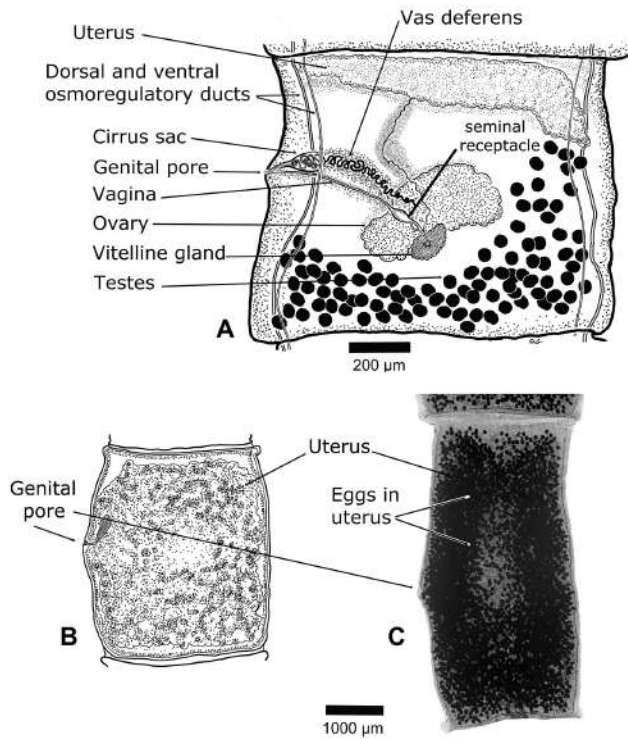 Vas deferens
Uterus
Dorsal and ventral
osmoregulatory ducts
seminal
receptacle
Cirrus sac
Genital pore
Vagina
Ovary
Vitelline gland
Testes
A
200 µm
Uterus
Genital
pore
Eggs in
uterus
B
C
1000 µm